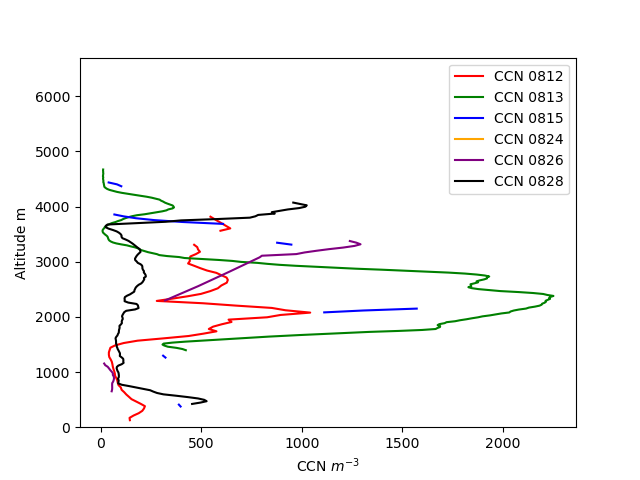 6000
5000
4000
3000
2000
1000
0
0
500
1000
1500
2000
Altitude m
CCN $m^{-3}$
CCN 0812
CCN 0813
CCN 0815
CCN 0824
CCN 0826
CCN 0828